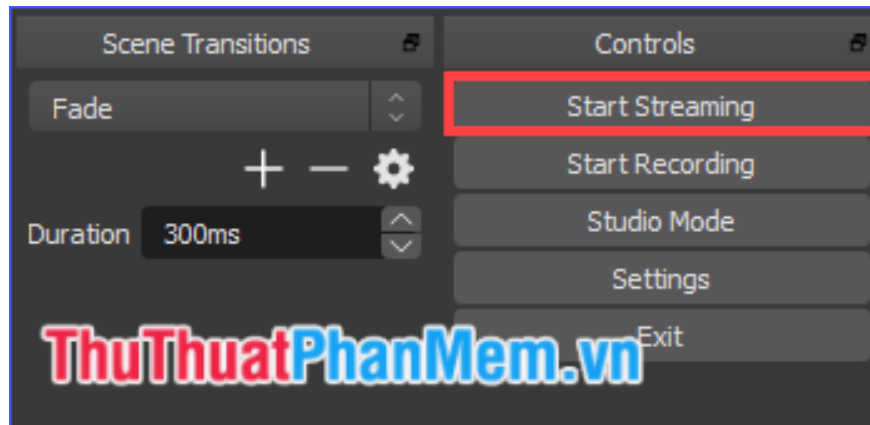 Scene Transitions
Fade
Duration 300ms
Controls
Start Streaming
Start Recording
Studio Mode
Settings
Exit
ThuThuatPhanMem.vn